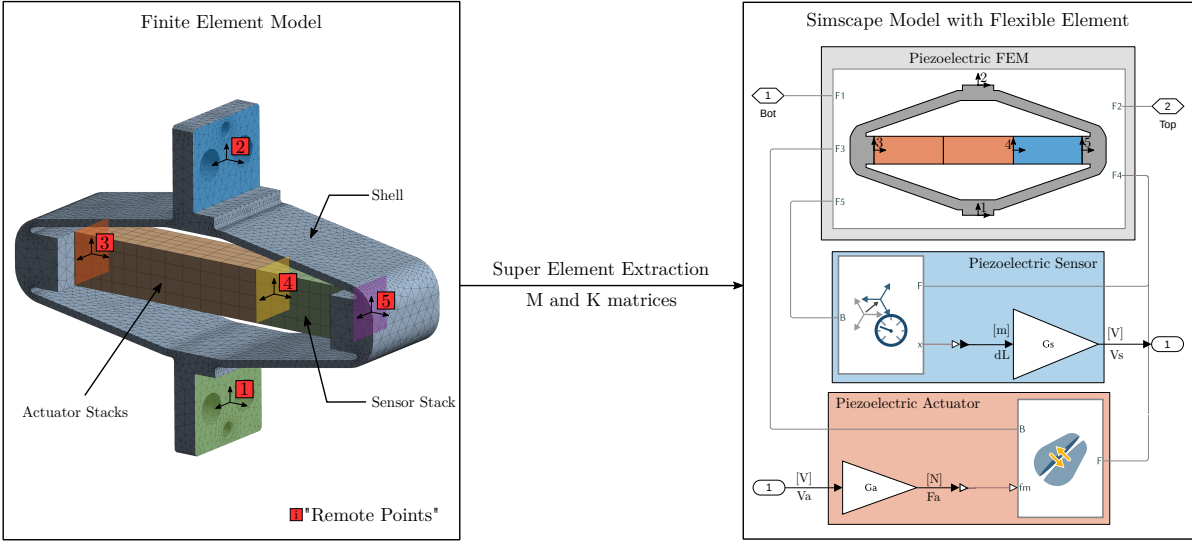 Finite Element Model
2
Shell
3
4
5
1
Actuator Stacks
Sensor Stack
i "Remote Points"
Super Element Extraction
M and K matrices
Simscape Model with Flexible Element
Piezoelectric FEM
1
Bot
F1
F3
F5
2
3
4
5
1
F2
F4
2
Top
Piezoelectric Sensor
B
F
x
[m]
dL
Gs
[V]
Vs
1
Piezoelectric Actuator
1
[V]
Va
Ga
[N]
Fa
B
fm
F